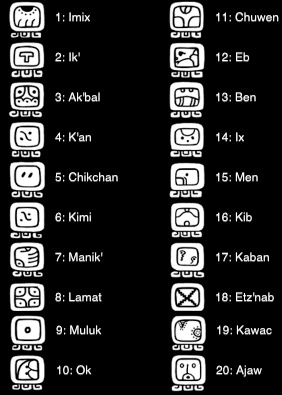 1: Imix
2: Ik'
3: Ak'bal
4: K'an
5: Chikchan
6: Kimi
7: Manik'
8: Lamat
9: Muluk
10: Ok
11: Chuwen
12: Eb
13: Ben
14: Ix
15: Men
16: Kib
17: Kaban
18: Etz'nab
19: Kawac
20: Ajaw